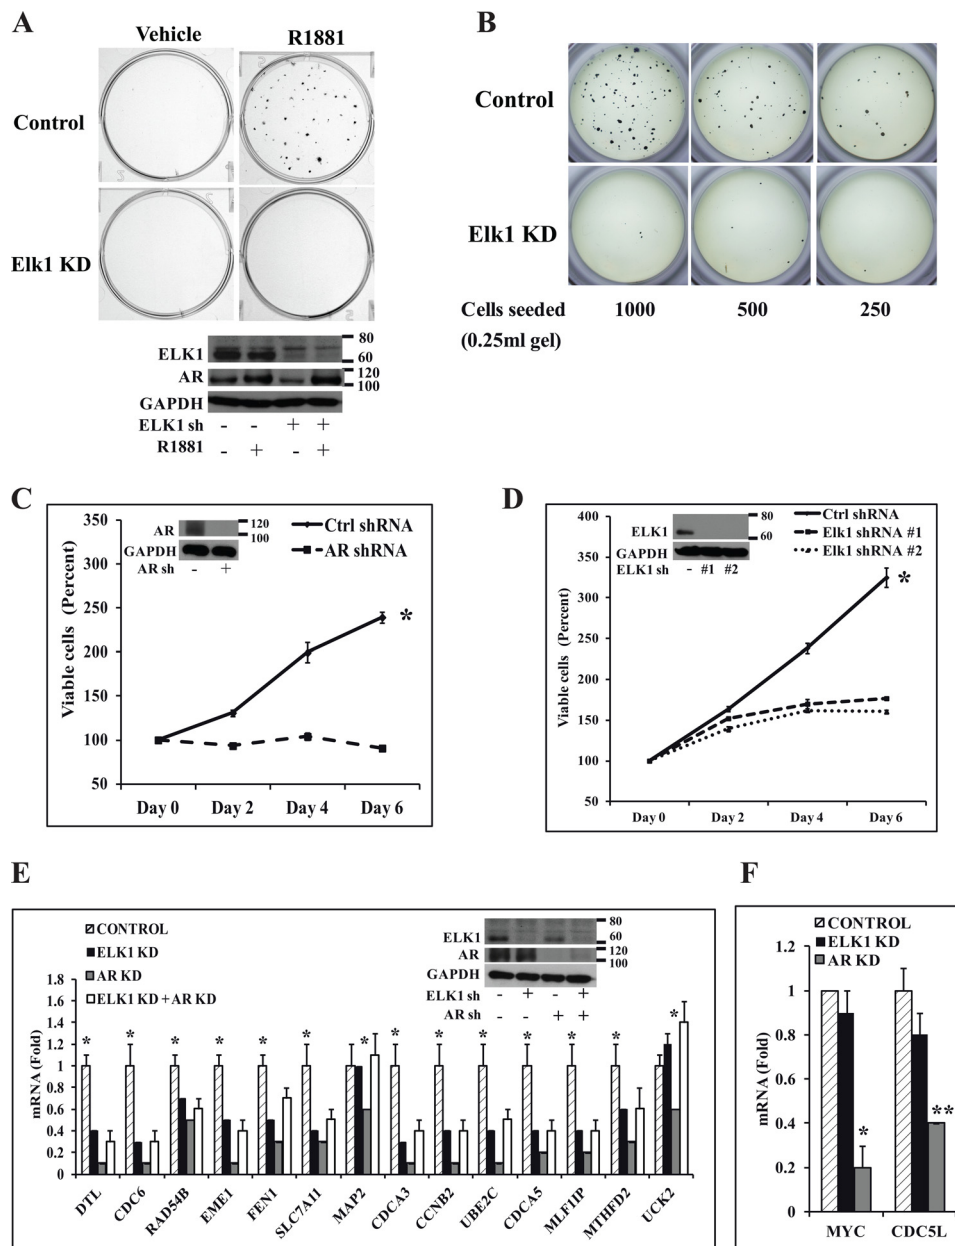 A
Vehicle
R1881
Control
Elk1 KD
ELK1
80
60
AR
120
100
GAPDH
ELK1 sh - - + +
R1881 - + +
B
Control
Elk1 KD
Cells seeded 1000 500 250
(0.25ml gel)
C
350
300
250
200
150
100
50
Viable cells (Percent)
AR
120
100
GAPDH
AR sh - +
Ctrl shRNA
AR shRNA
*
Day 0 Day 2 Day 4 Day 6
D
400
350
300
250
200
150
100
50
Viable cells (Percent)
ELK1
80
60
GAPDH
ELK1 sh - #1 #2
Ctrl shRNA
Elk1 shRNA #1
Elk1 shRNA #2
*
Day 0 Day 2 Day 4 Day 6
E
CONTROL
ELK1 KD
AR KD
ELK1 KD + AR KD
ELK1
80
60
AR
120
100
GAPDH
ELK1 sh - + - +
AR sh - - + +
1.8
1.6
1.4
1.2
1
0.8
0.6
0.4
0.2
0
mRNA (Fold)
* * * * * * * * * * * * * *
DTL CDC6 RAD54B EME1 FEN1 SLC7A11 MAP2 CDCA3 CCNB2 UBE2C CDCA5 MLF1IP MTHFD2 UCK2
F
CONTROL
ELK1 KD
AR KD
1.2
1
0.8
0.6
0.4
0.2
0
mRNA (Fold)
* **
MYC CDC5L